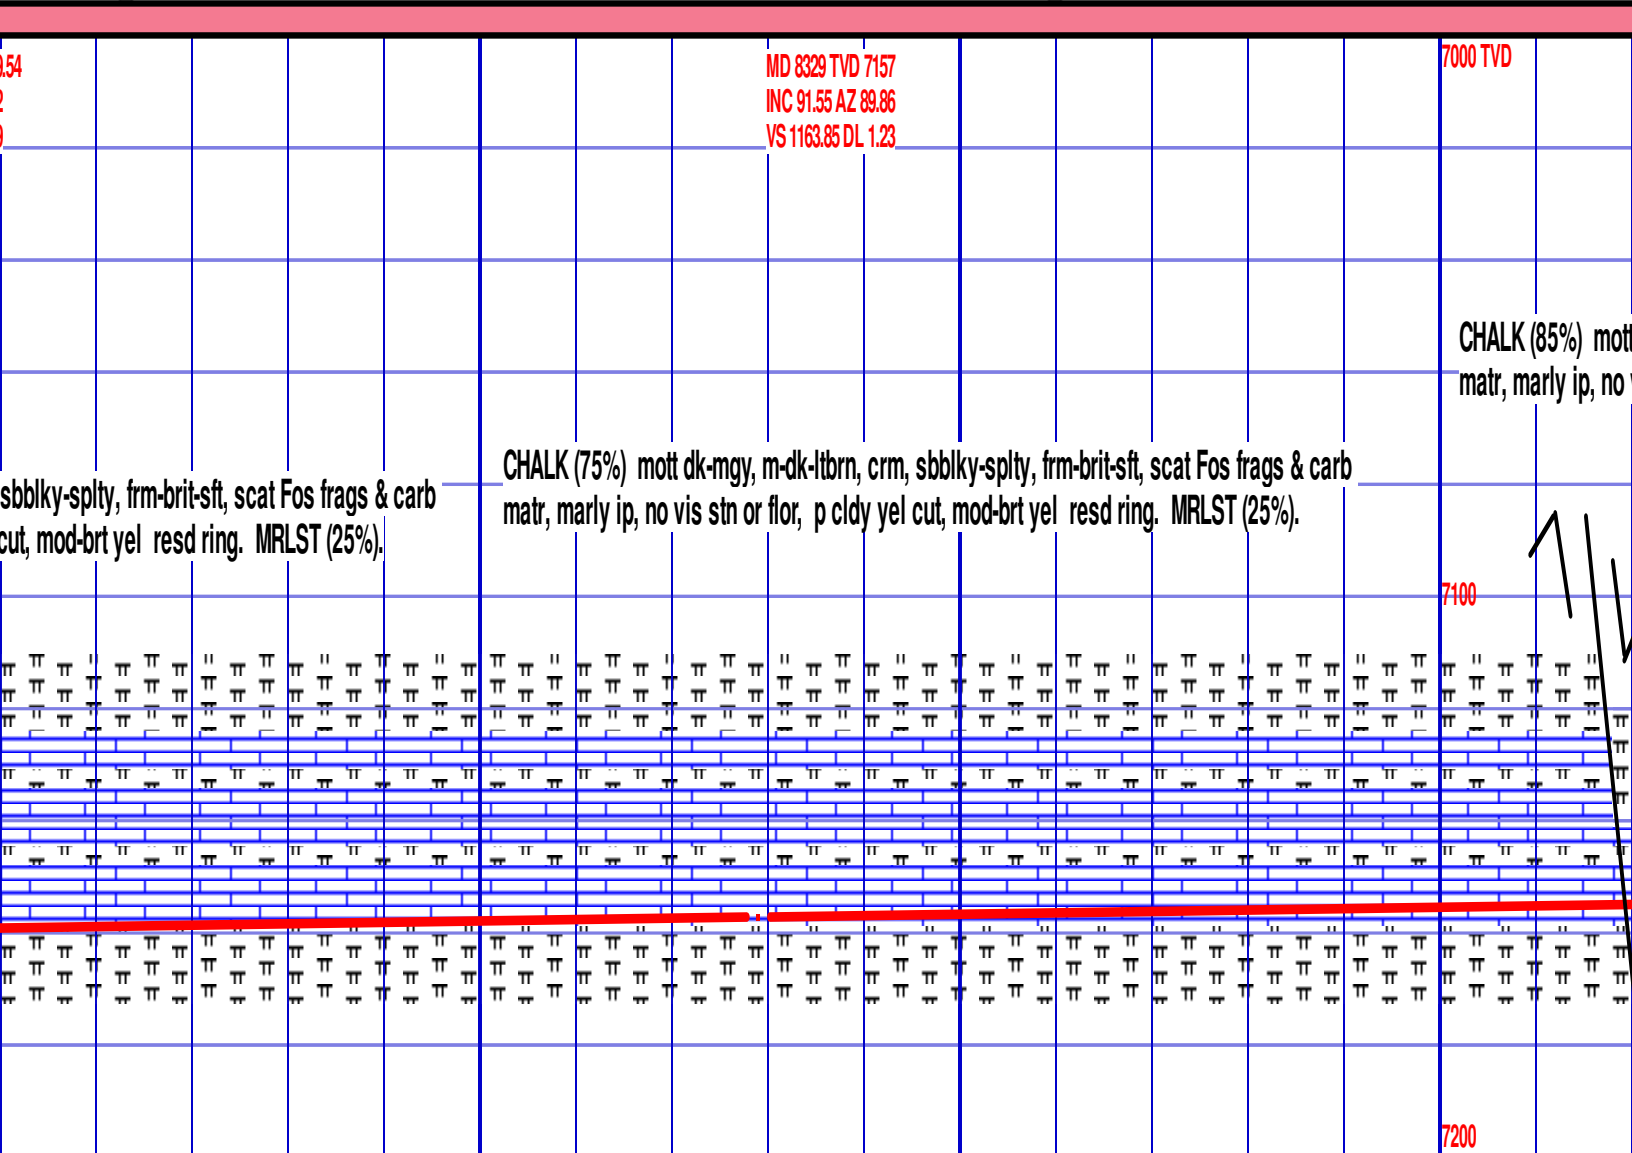 9.54
2
9
MD 8329 TVD 7157
INC 91.55 AZ 89.86
VS 1163.85 DL 1.23
7000 TVD
CHALK (85%)  mott
matr, marly ip, no
sbblky-splty, frm-brit-sft, scat Fos frags & carb
cut, mod-brt yel  resd ring.  MRLST (25%).
CHALK (75%)  mott dk-mgy, m-dk-ltbrn, crm, sbblky-splty, frm-brit-sft, scat Fos frags & carb
matr, marly ip, no vis stn or flor,  p cldy yel cut, mod-brt yel  resd ring.  MRLST (25%).
7100
7200